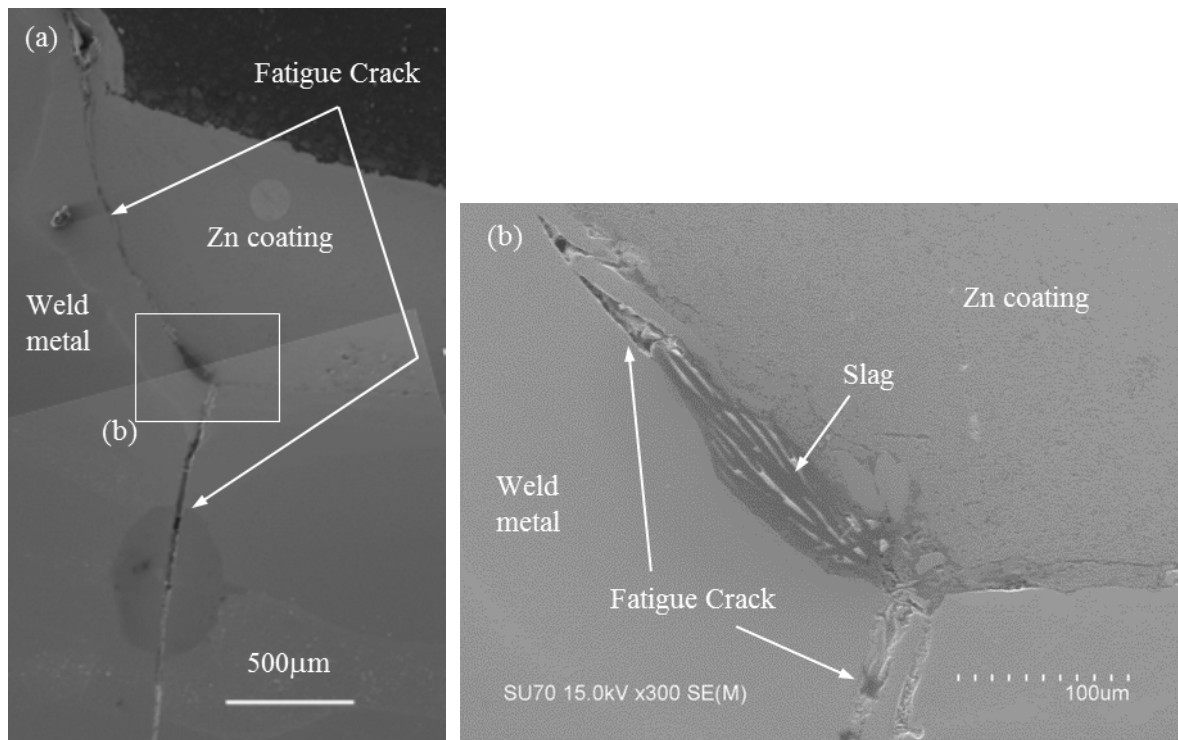 (a)
Fatigue Crack
Zn coating
Weld
metal
(b)
500μm
(b)
Zn coating
Slag
Weld
metal
Fatigue Crack
SU70 15.0kV x300 SE(M)
100um